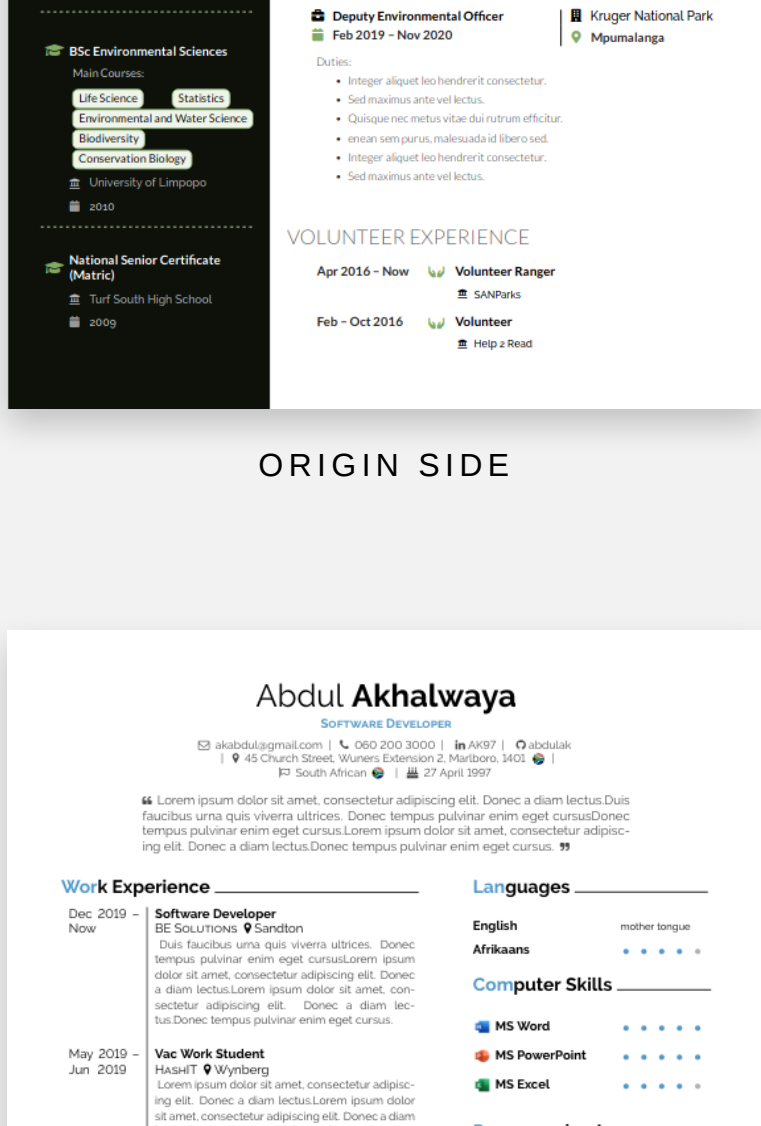 BSc Environmental Sciences
Main Courses:
Life Science Statistics
Environmental and Water Science
Biodiversity
Conservation Biology
University of Limpopo
2010
National Senior Certificate
(Matric)
Turf South High School
2009
Deputy Environmental Officer
Feb 2019 – Nov 2020
Kruger National Park
Mpumalanga
Duties:
• Integer aliquet leo hendrerit consectetur.
• Sed maximus ante vel lectus.
• Quisque nec metus vitae dui rutrum efficitur.
• enean sem purus, malesuada id libero sed.
• Integer aliquet leo hendrerit consectetur.
• Sed maximus ante vel lectus.
VOLUNTEER EXPERIENCE
Apr 2016 – Now Volunteer Ranger
SANParks
Feb – Oct 2016 Volunteer
Help 2 Read
ORIGIN SIDE
Abdul Akhalwaya
Software Developer
akabdul@gmail.com | 060 200 3000 | in AK97 | abdulak
| 45 Church Street, Wuners Extension 2, Marlboro, 1401 |
South African | 27 April 1997
❝ Lorem ipsum dolor sit amet, consectetur adipiscing elit. Donec a diam lectus.Duis
faucibus urna quis viverra ultrices. Donec tempus pulvinar enim eget cursusDonec
tempus pulvinar enim eget cursus.Lorem ipsum dolor sit amet, consectetur adipisc-
ing elit. Donec a diam lectus.Donec tempus pulvinar enim eget cursus. ❞
Work Experience
Dec 2019 –
Now
Software Developer
BE Solutions Sandton
Duis faucibus urna quis viverra ultrices. Donec
tempus pulvinar enim eget cursusLorem ipsum
dolor sit amet, consectetur adipiscing elit. Donec
a diam lectus.Lorem ipsum dolor sit amet, con-
sectetur adipiscing elit. Donec a diam lec-
tus.Donec tempus pulvinar enim eget cursus.
May 2019 –
Jun 2019
Vac Work Student
HashIT Wynberg
Lorem ipsum dolor sit amet, consectetur adipisc-
ing elit. Donec a diam lectus.Lorem ipsum dolor
sit amet, consectetur adipiscing elit. Donec a diam
Languages
English mother tongue
Afrikaans
Computer Skills
MS Word
MS PowerPoint
MS Excel